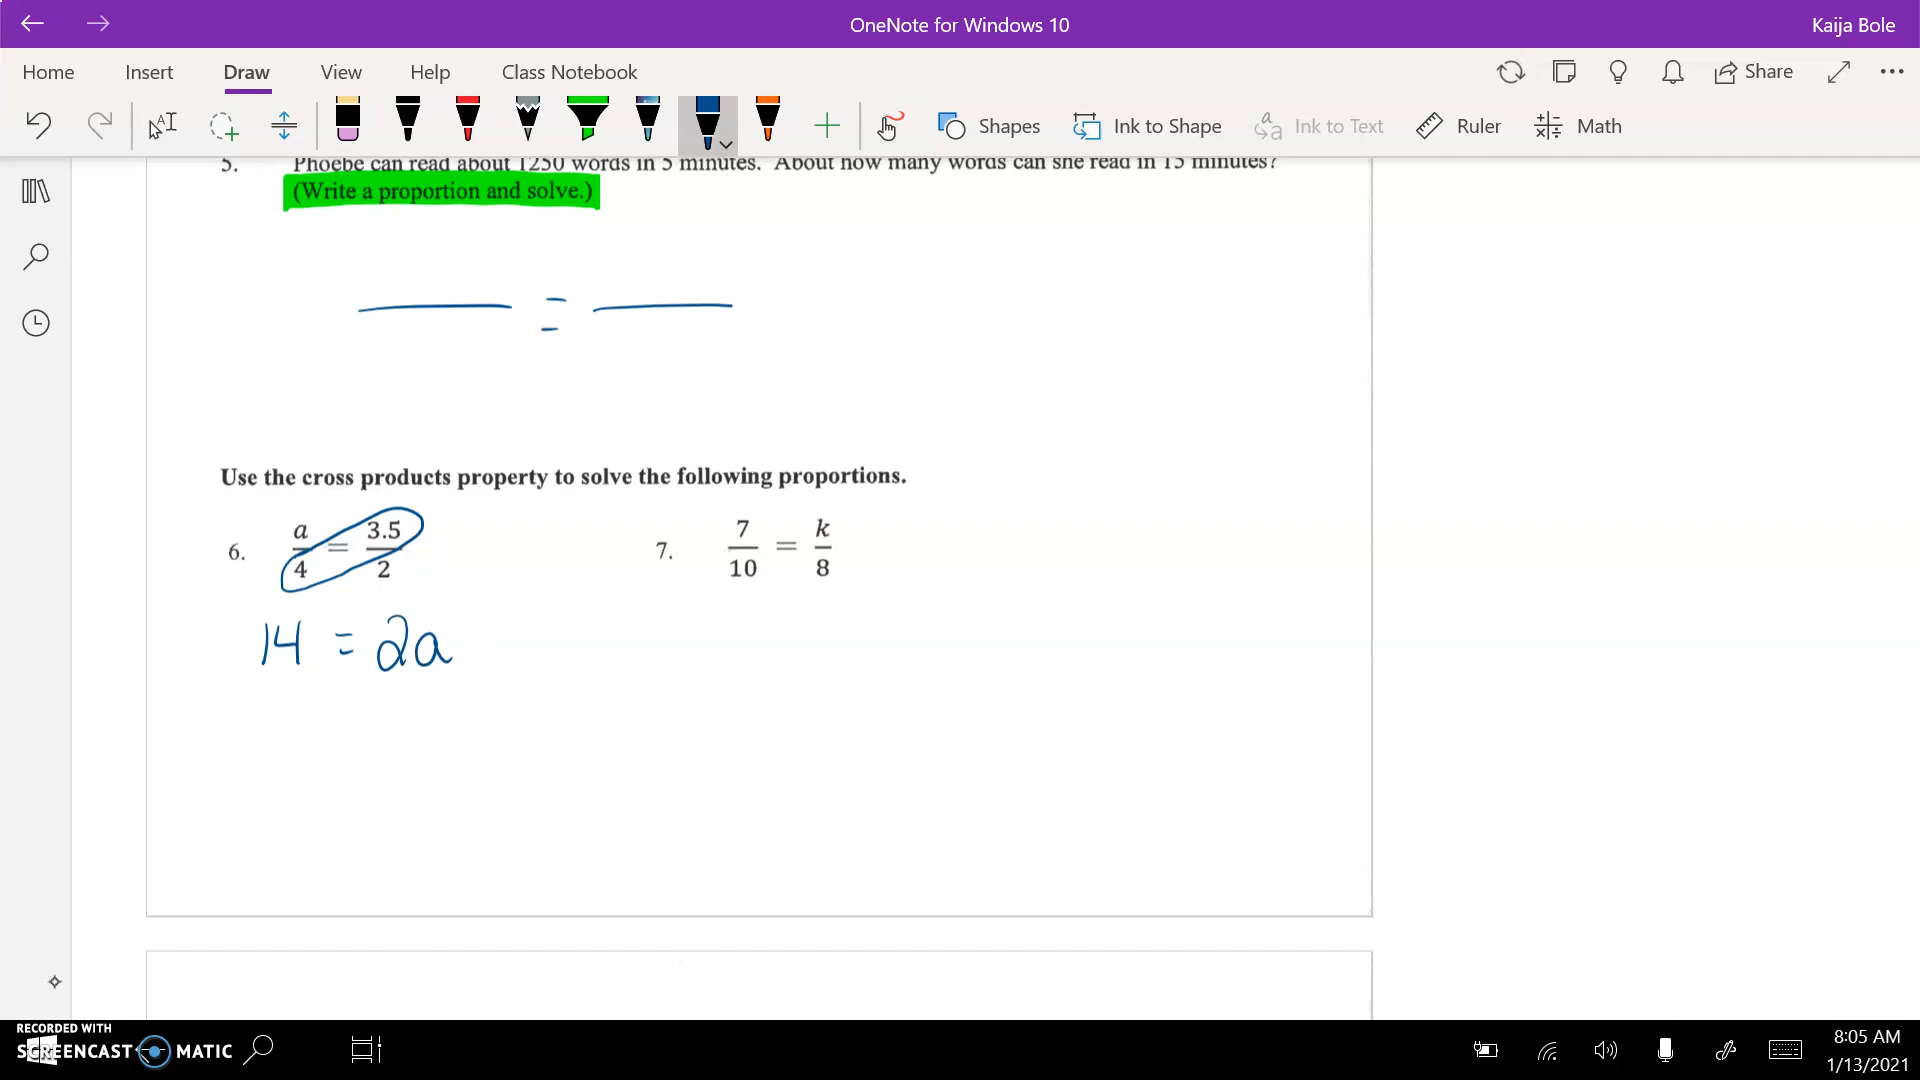 OneNote for Windows 10
Kaija Bole
Home Insert Draw View Help Class Notebook
Share
Shapes Ink to Shape Ink to Text Ruler Math
5. Phoebe can read about 1250 words in 5 minutes. About how many words can she read in 15 minutes?
(Write a proportion and solve.)
=
Use the cross products property to solve the following proportions.
6. a/4 = 3.5/2
7. 7/10 = k/8
14 = 2a
RECORDED WITH
SCREENCAST MATIC
8:05 AM
1/13/2021